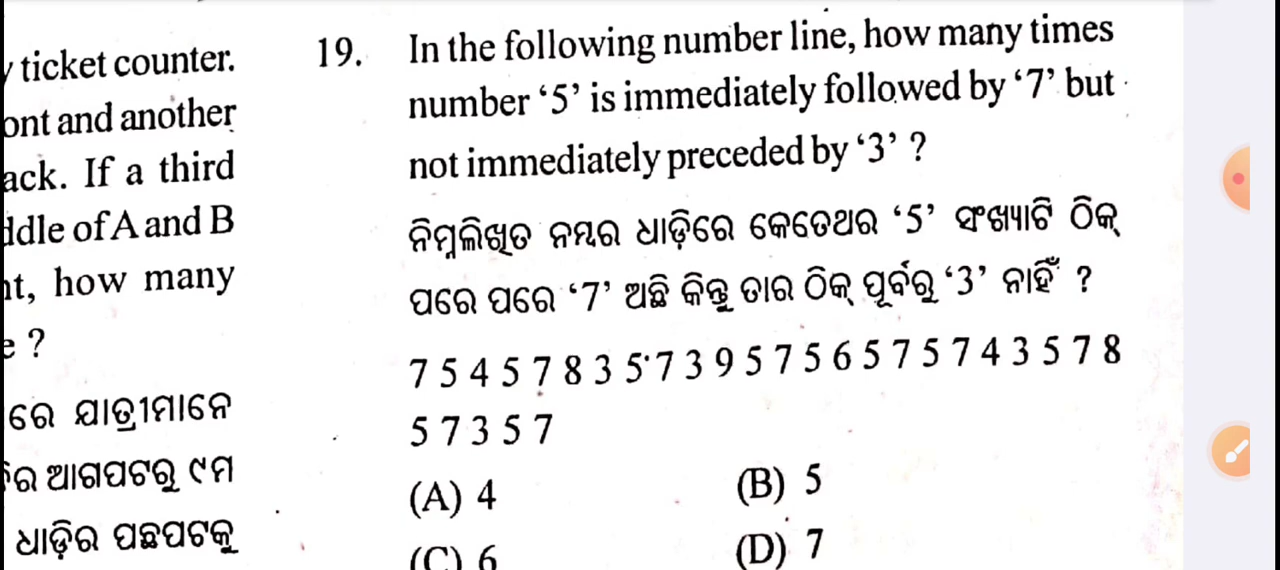 ticket counter.
ont and another
ack. If a third
ddle of A and B
nt, how many
e ?
ରେ ଯାତ୍ରୀମାନେ
ର ଆଗପଟରୁ ୯ମ
ଧାଡ଼ିର ପଛପଟକୁ
19. In the following number line, how many times
number ‘5’ is immediately followed by ‘7’ but
not immediately preceded by ‘3’ ?
ନିମ୍ନଲିଖିତ ନମ୍ବର ଧାଡ଼ିରେ କେତେଥର ‘5’ ସଂଖ୍ୟାଟି ଠିକ୍
ପରେ ପରେ ‘7’ ଅଛି କିନ୍ତୁ ତାର ଠିକ୍ ପୂର୍ବରୁ ‘3’ ନାହିଁ ?
7 5 4 5 7 8 3 5 7 3 9 5 7 5 6 5 7 5 7 4 3 5 7 8
5 7 3 5 7
(A) 4
(B) 5
(C) 6
(D) 7